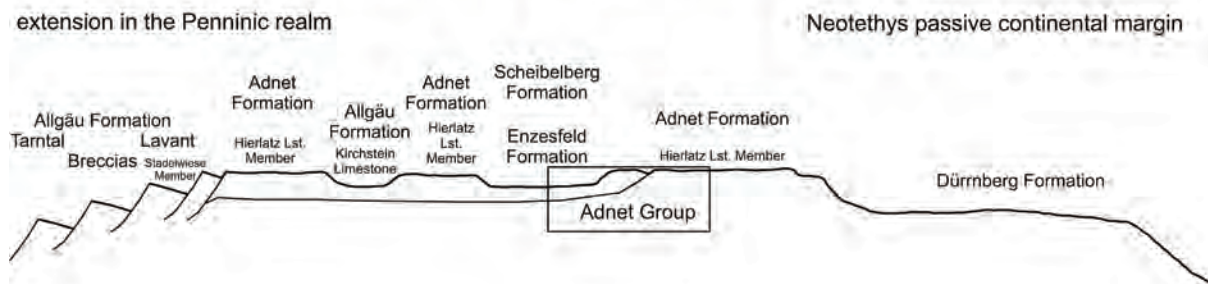 extension in the Penninic realm
Neotethys passive continental margin
Allgäu Formation
Tarntal
Breccias
Lavant
Stadelwiese
Member
Adnet
Formation
Hierlatz Lst.
Member
Allgäu
Formation
Kirchstein
Limestone
Adnet
Formation
Hierlatz
Lst.
Member
Scheibelberg
Formation
Enzesfeld
Formation
Adnet Formation
Hierlatz Lst. Member
Adnet Group
Dürrnberg Formation